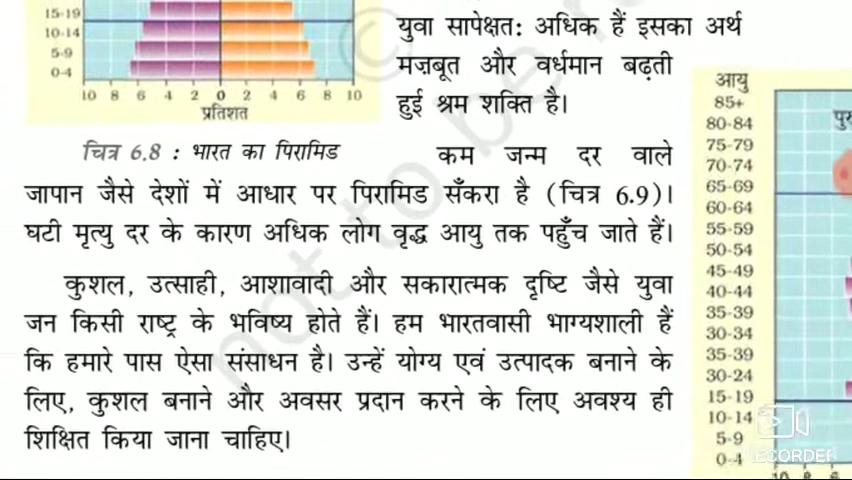 15-19
10-14
5-9
0-4
10 8 6 4 2 0 2 4 6 8 10
प्रतिशत
चित्र 6.8 : भारत का पिरामिड
युवा सापेक्षत: अधिक हैं इसका अर्थ
मज़बूत और वर्धमान बढ़ती
हुई श्रम शक्ति है।
कम जन्म दर वाले
जापान जैसे देशों में आधार पर पिरामिड सँकरा है (चित्र 6.9)।
घटी मृत्यु दर के कारण अधिक लोग वृद्ध आयु तक पहुँच जाते हैं।
कुशल, उत्साही, आशावादी और सकारात्मक दृष्टि जैसे युवा
जन किसी राष्ट्र के भविष्य होते हैं। हम भारतवासी भाग्यशाली हैं
कि हमारे पास ऐसा संसाधन है। उन्हें योग्य एवं उत्पादक बनाने के
लिए, कुशल बनाने और अवसर प्रदान करने के लिए अवश्य ही
शिक्षित किया जाना चाहिए।
आयु
85+
80-84
75-79
70-74
65-69
60-64
55-59
50-54
45-49
40-44
35-39
30-34
35-39
30-24
15-19
10-14
5-9
0-4
not to be
©